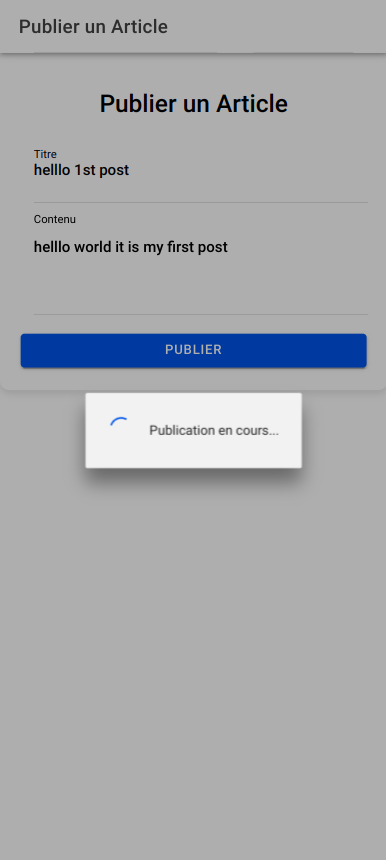 Publier un Article
Publier un Article
Titre
helllo 1st post
Contenu
helllo world it is my first post
PUBLIER
Publication en cours...